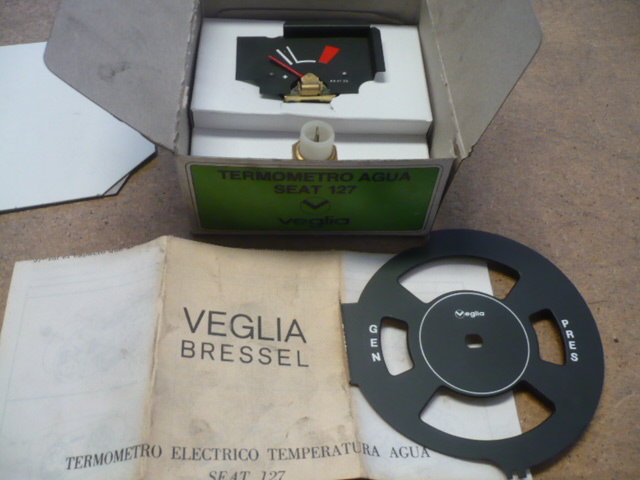 TERMOMETRO AGUA
SEAT 127
veglia
VEGLIA
BRESSEL
TERMOMETRO ELECTRICO TEMPERATURA AGUA
SEAT 127
Veglia
GEN
PRES